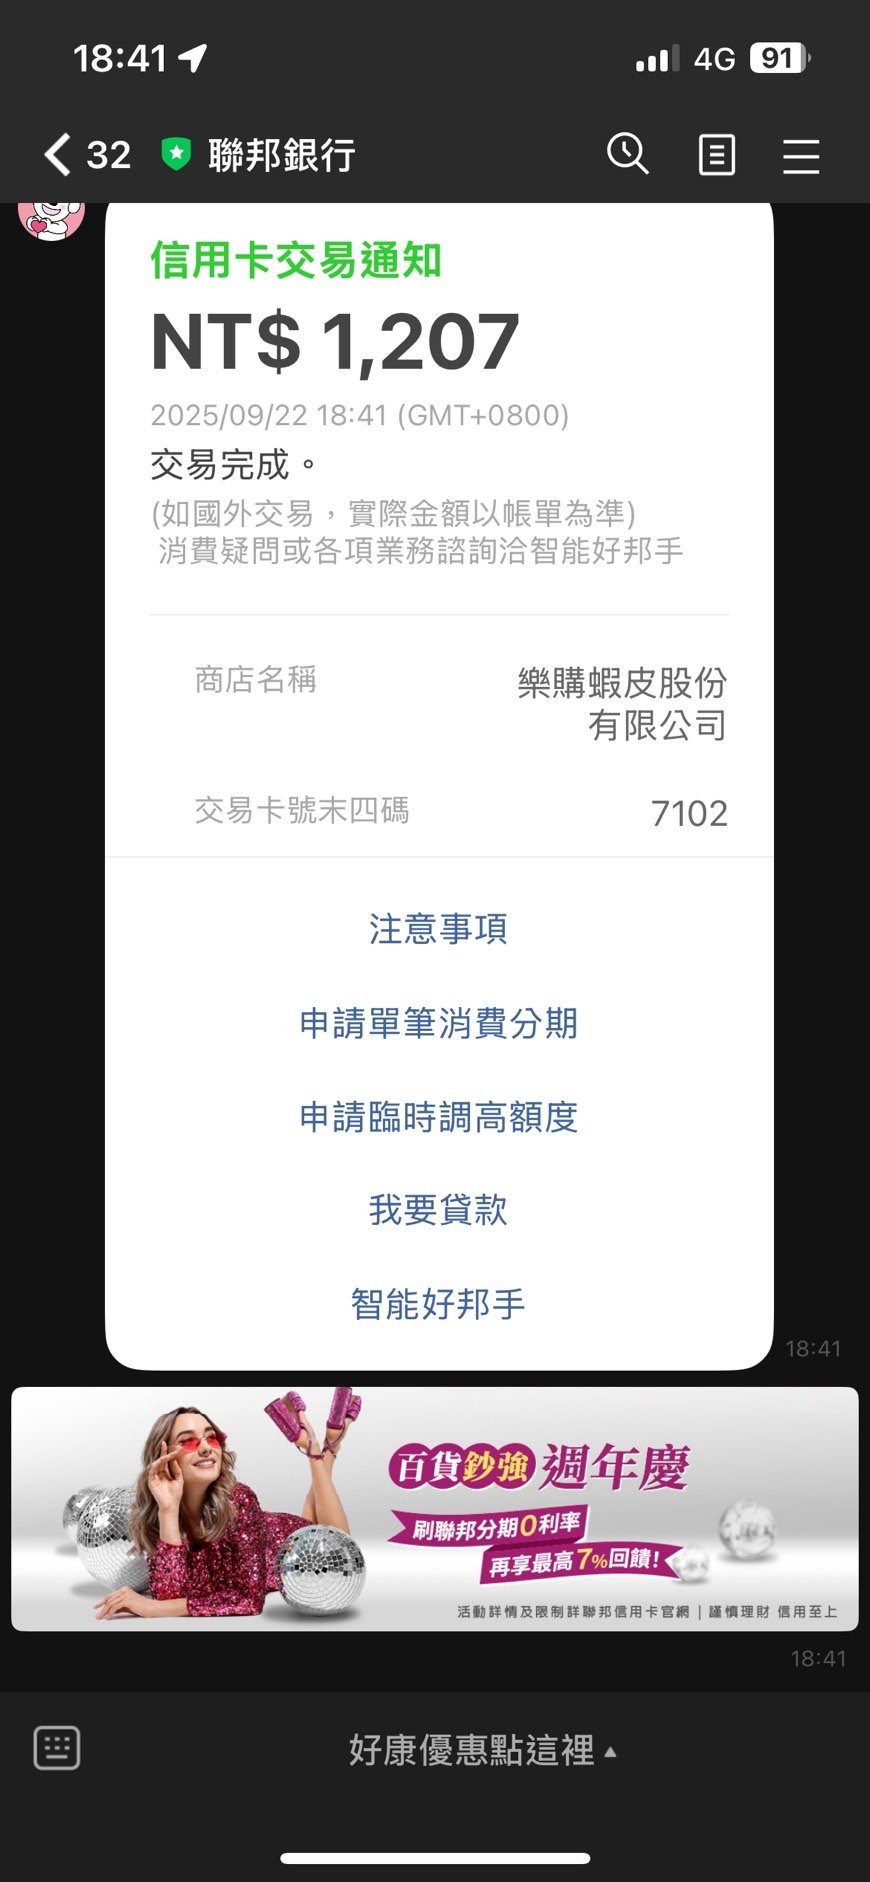 18:41
4G 91
32 聯邦銀行
信用卡交易通知
NT$ 1,207
2025/09/22 18:41 (GMT+0800)
交易完成。
(如國外交易，實際金額以帳單為準)
消費疑問或各項業務諮詢洽智能好邦手
商店名稱
樂購蝦皮股份
有限公司
交易卡號末四碼
7102
注意事項
申請單筆消費分期
申請臨時調高額度
我要貸款
智能好邦手
18:41
百貨鈔強週年慶
刷聯邦分期0利率
再享最高7%回饋!
活動詳情及限制詳聯邦信用卡官網｜謹慎理財 信用至上
18:41
好康優惠點這裡▲